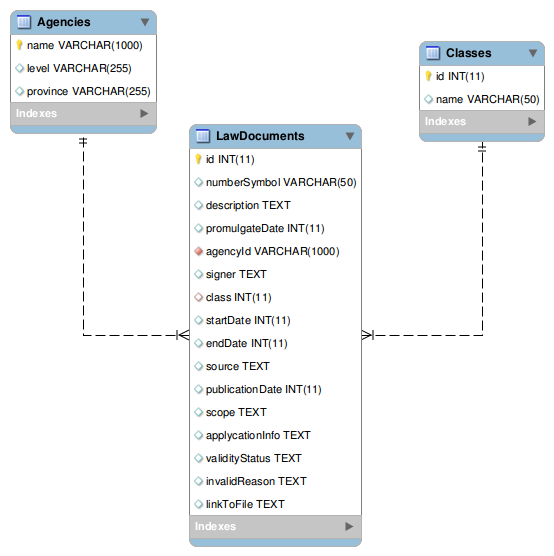 Agencies
name VARCHAR(1000)
level VARCHAR(255)
province VARCHAR(255)
Indexes
Classes
id INT(11)
name VARCHAR(50)
Indexes
LawDocuments
id INT(11)
numberSymbol VARCHAR(50)
description TEXT
promulgateDate INT(11)
agencyId VARCHAR(1000)
signer TEXT
class INT(11)
startDate INT(11)
endDate INT(11)
source TEXT
publicationDate INT(11)
scope TEXT
applycationInfo TEXT
validityStatus TEXT
invalidReason TEXT
linkToFile TEXT
Indexes